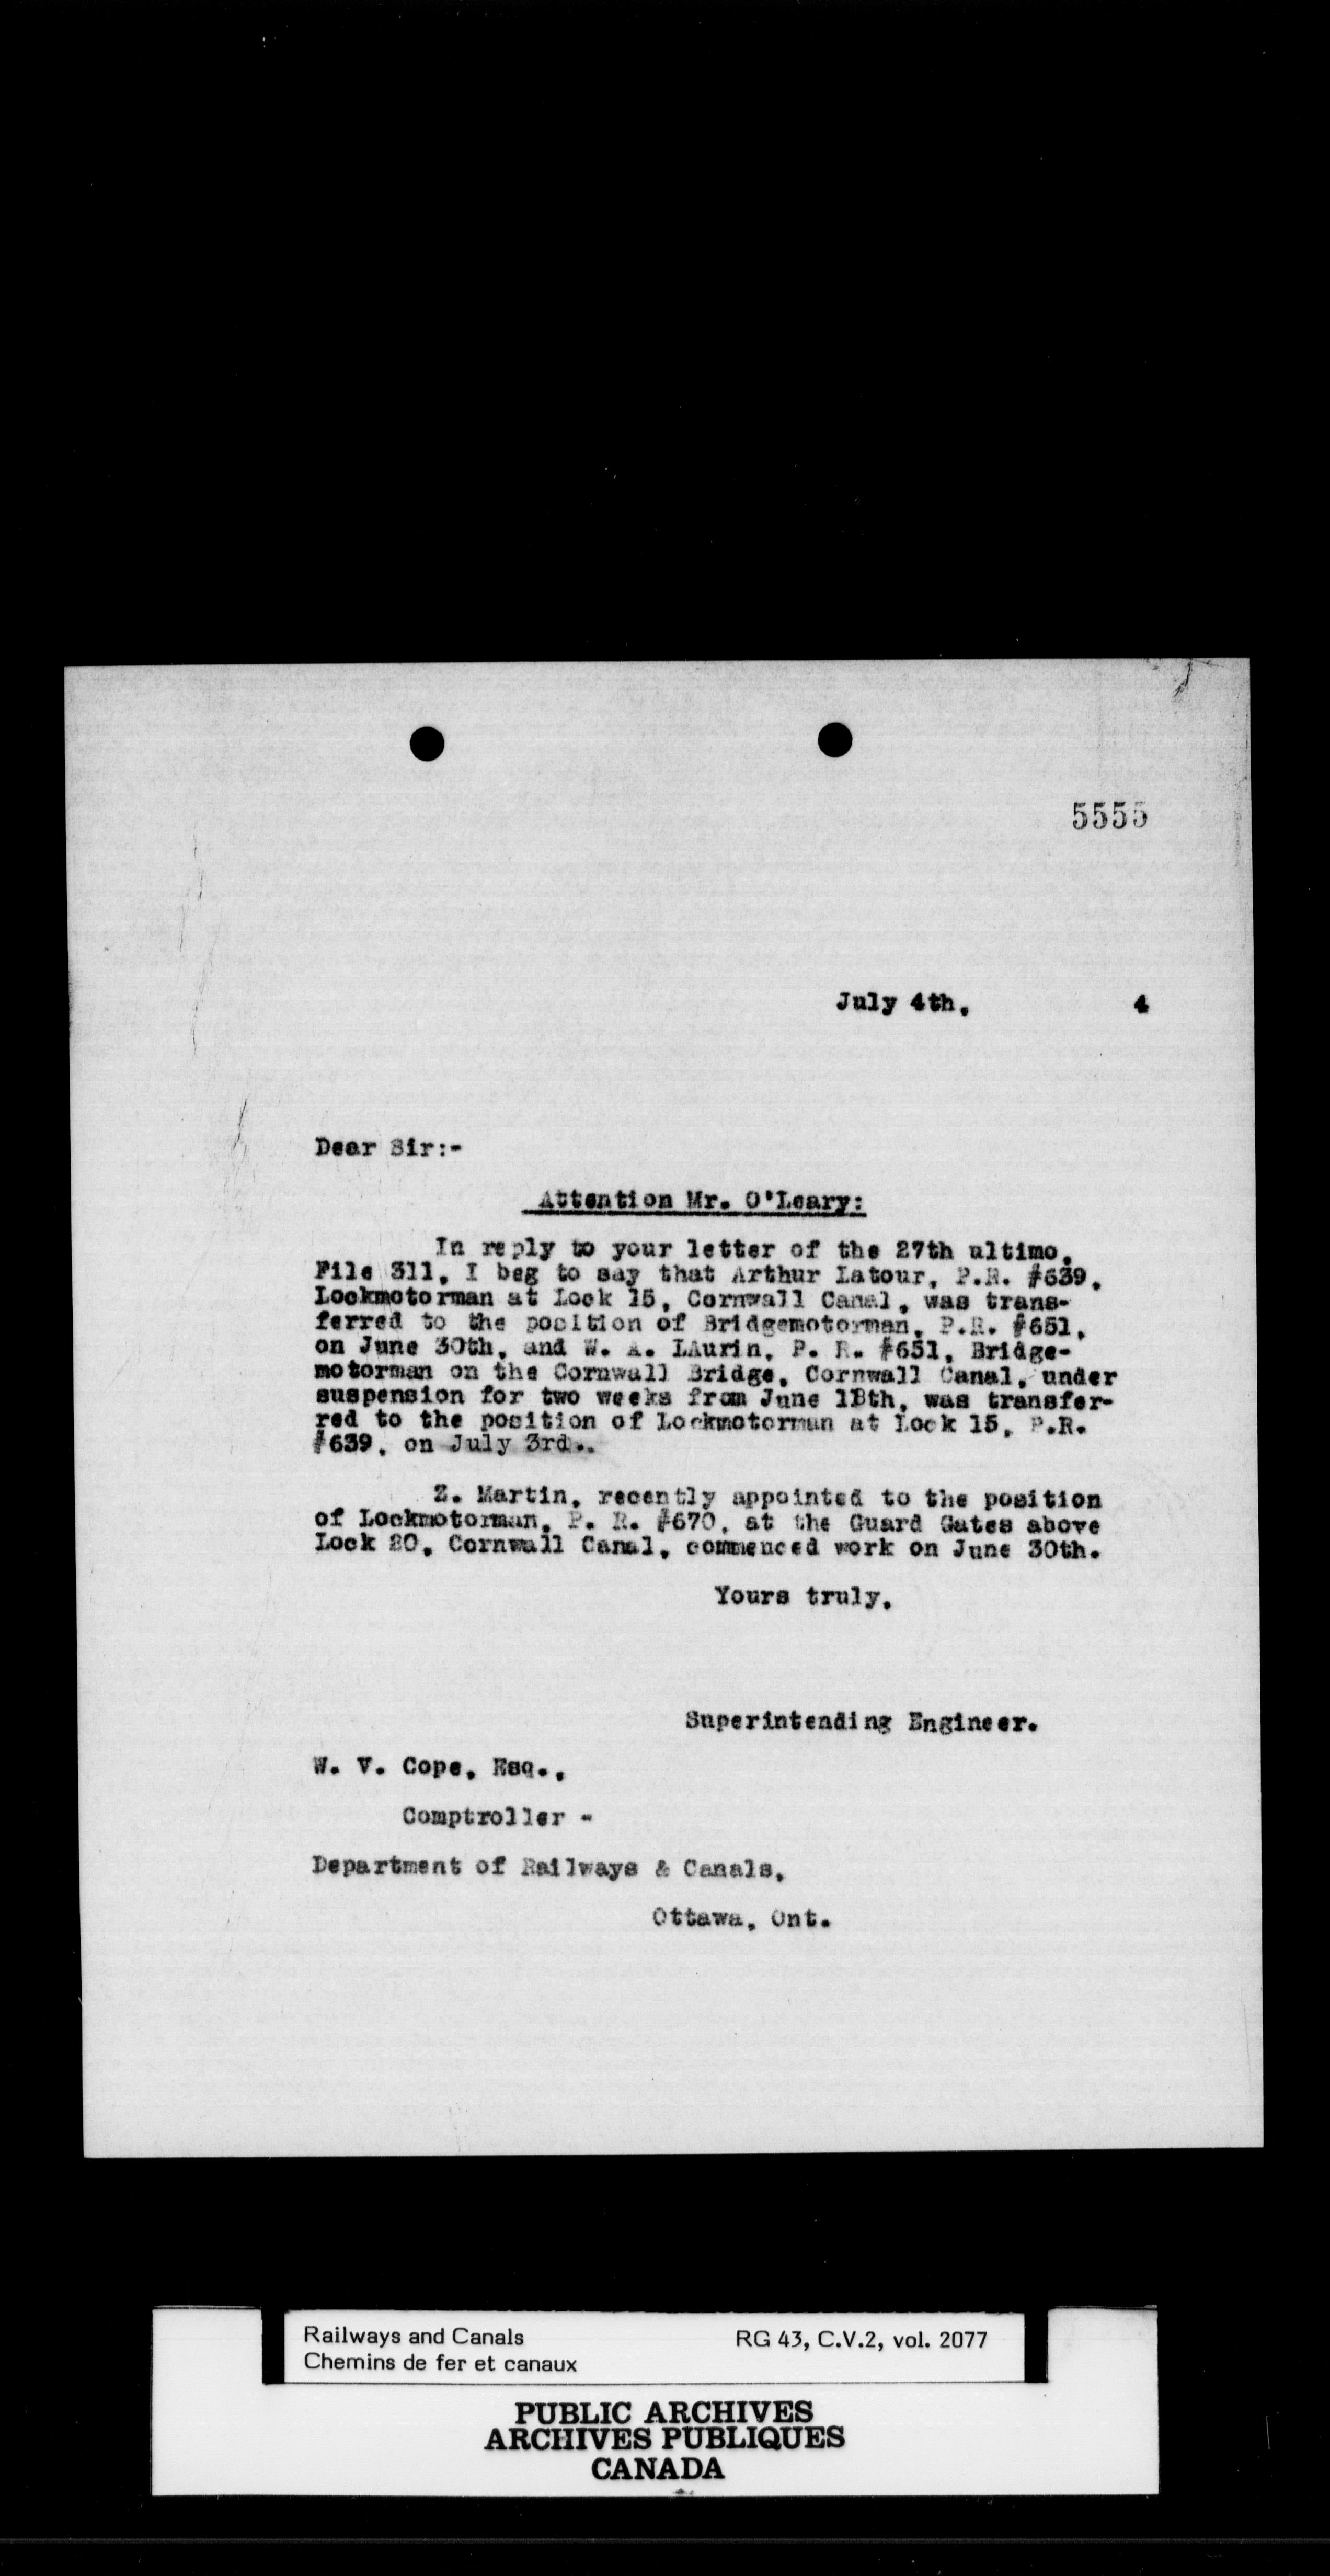 5555
July 4th, 4
Dear Sir:-
Attention Mr. O'Leary:
In reply to your letter of the 27th ultimo,
File 311, I beg to say that Arthur Latour, P.R. #639,
Lockmotorman at Lock 15, Cornwall Canal, was trans-
ferred to the position of Bridgemotorman, P.R. #651,
on June 30th, and W. A. LAurin, P. R. #651, Bridge-
motorman on the Cornwall Bridge, Cornwall Canal, under
suspension for two weeks from June 18th, was transfer-
red to the position of Lockmotorman at Lock 15, P.R.
#639, on July 3rd..
Z. Martin, recently appointed to the position
of Lockmotorman, P. R. #670, at the Guard Gates above
Lock 20, Cornwall Canal, commenced work on June 30th.
Yours truly,
Superintending Engineer.
W. V. Cope, Esq.,
Comptroller -
Department of Railways & Canals,
Ottawa, Ont.
Railways and Canals RG 43, C.V.2, vol. 2077
Chemins de fer et canaux
PUBLIC ARCHIVES
ARCHIVES PUBLIQUES
CANADA